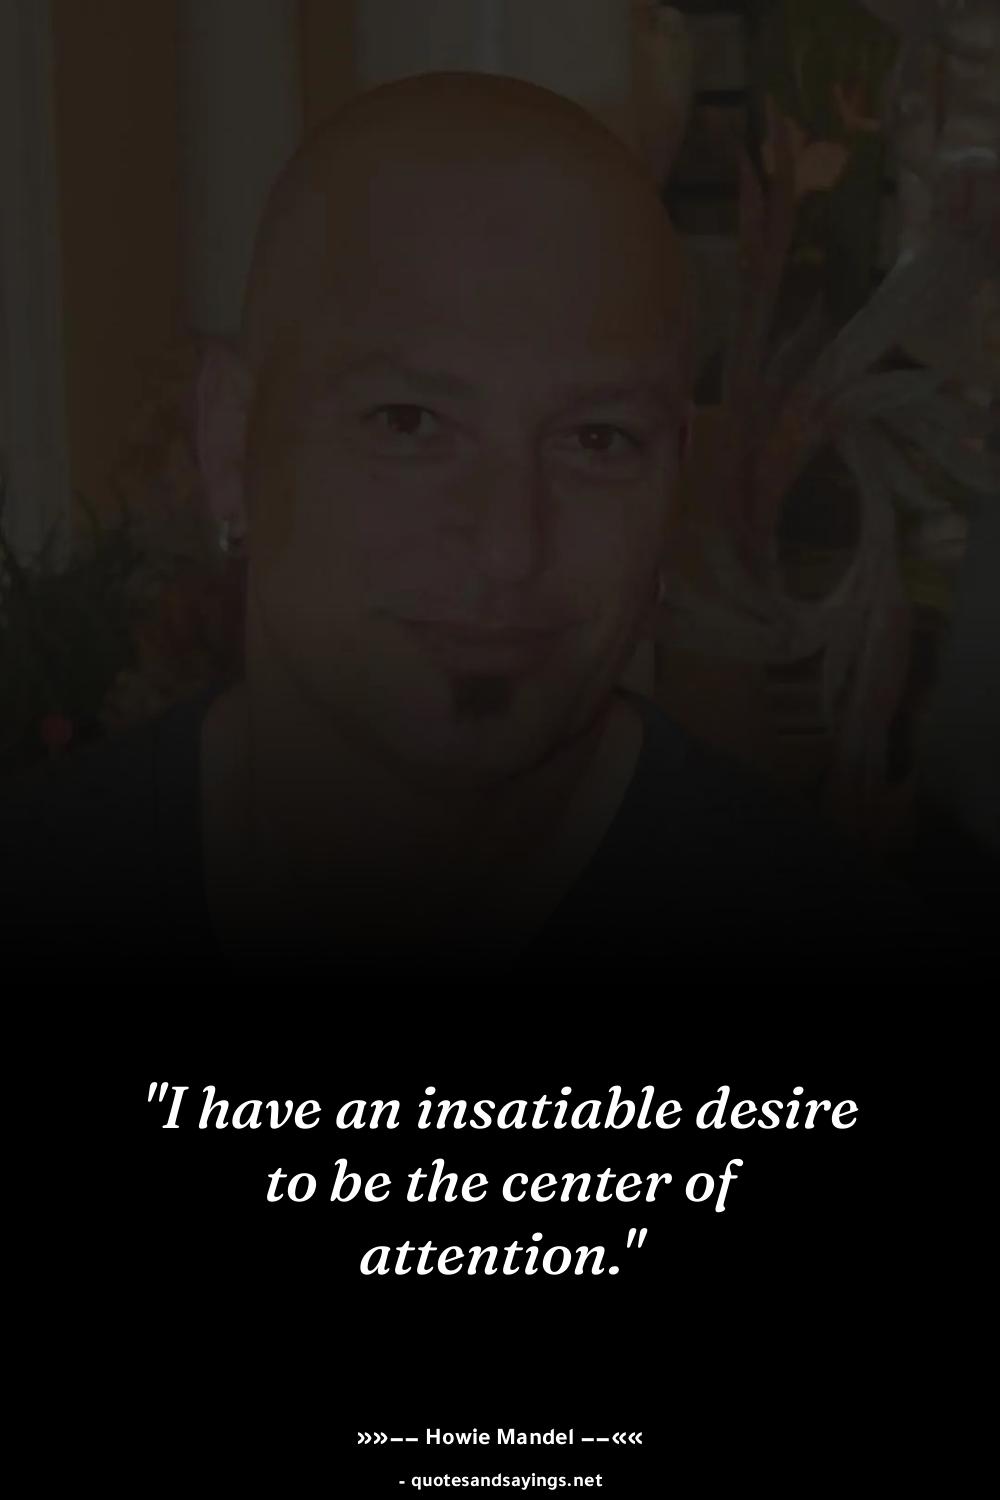 "I have an insatiable desire
to be the center of
attention."
»»–– Howie Mandel ––««
- quotesandsayings.net